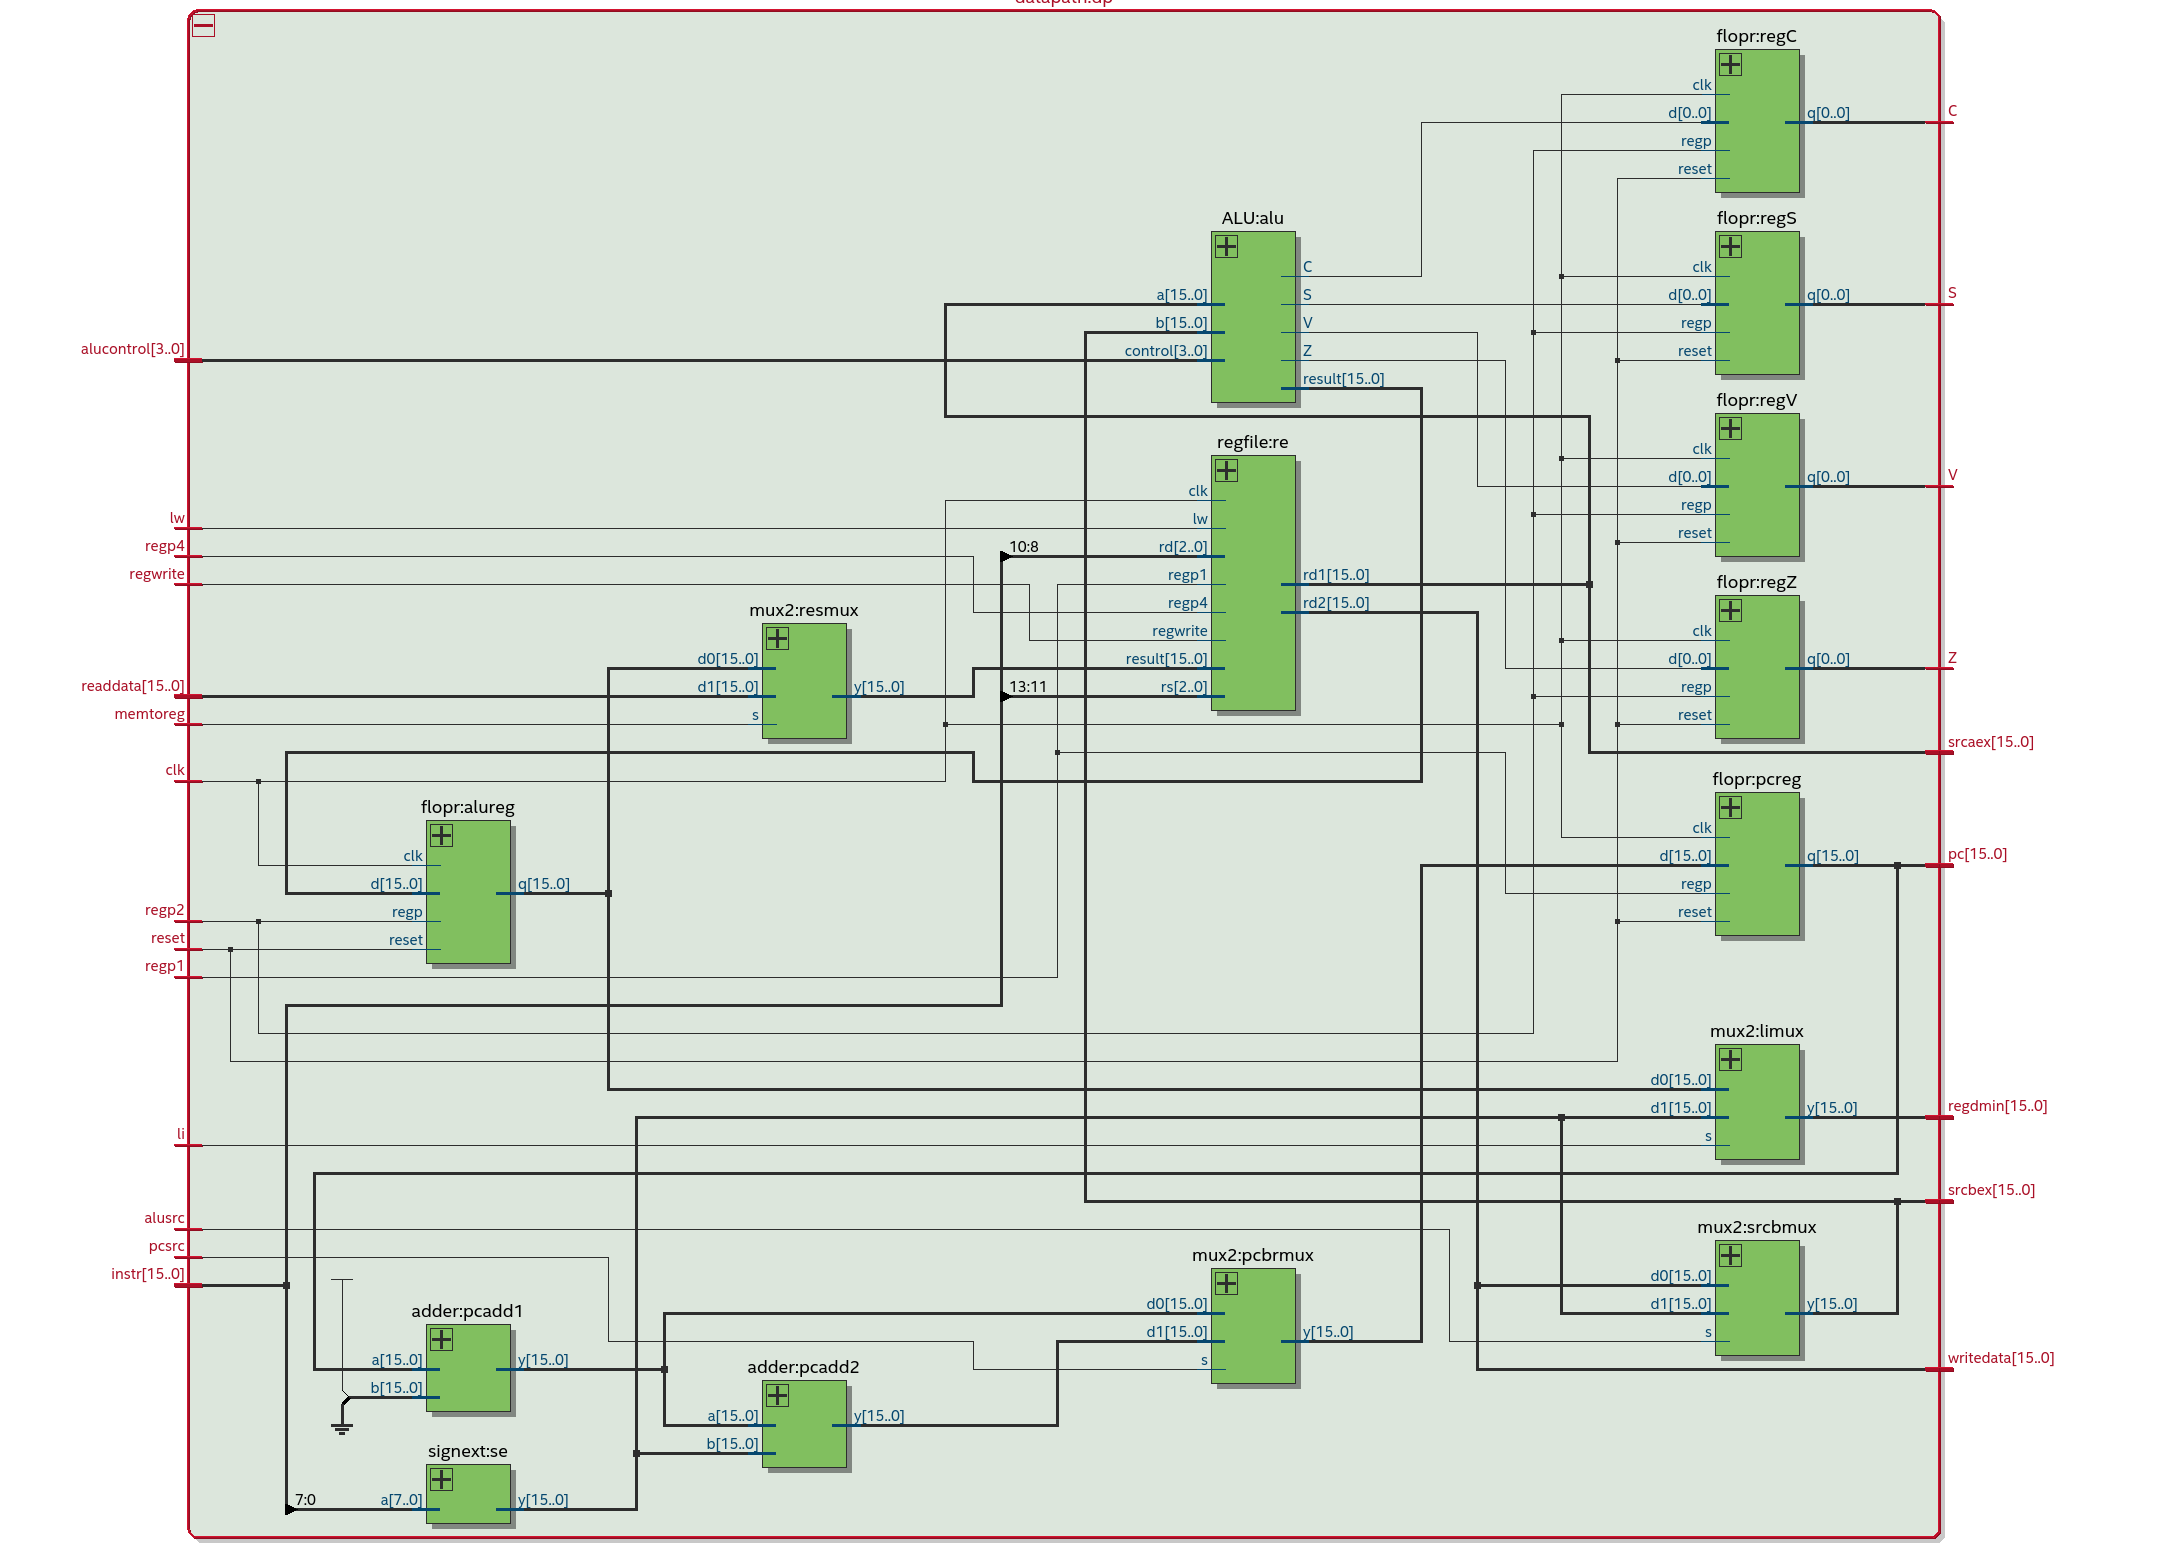 datapath:dp
flopr:regC
clk
d[0..0]
q[0..0]
C
regp
reset
ALU:alu
flopr:regS
C
clk
a[15..0]
S
d[0..0]
q[0..0]
S
b[15..0]
V
regp
alucontrol[3..0]
control[3..0]
Z
reset
result[15..0]
flopr:regV
regfile:re
clk
d[0..0]
q[0..0]
V
clk
regp
lw
lw
reset
regp4
10:8
rd[2..0]
regwrite
regp1
rd1[15..0]
flopr:regZ
mux2:resmux
regp4
rd2[15..0]
regwrite
clk
d0[15..0]
result[15..0]
d[0..0]
q[0..0]
Z
readdata[15..0]
d1[15..0]
y[15..0]
13:11
rs[2..0]
regp
memtoreg
s
reset
srcaex[15..0]
clk
flopr:pcreg
flopr:alureg
clk
clk
d[15..0]
q[15..0]
pc[15..0]
d[15..0]
q[15..0]
regp
regp2
regp
reset
reset
reset
regp1
mux2:limux
d0[15..0]
d1[15..0]
y[15..0]
regdmin[15..0]
li
s
srcbex[15..0]
alusrc
mux2:srcbmux
pcsrc
mux2:pcbrmux
instr[15..0]
d0[15..0]
adder:pcadd1
d0[15..0]
d1[15..0]
y[15..0]
d1[15..0]
y[15..0]
s
a[15..0]
y[15..0]
adder:pcadd2
s
writedata[15..0]
b[15..0]
a[15..0]
y[15..0]
signext:se
b[15..0]
7:0
a[7..0]
y[15..0]